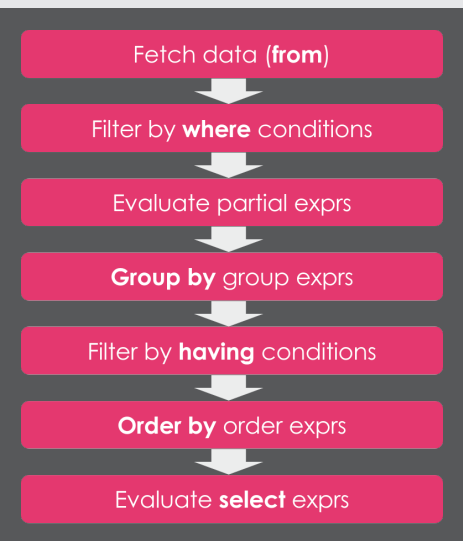 Fetch data (from)
Filter by where conditions
Evaluate partial exprs
Group by group exprs
Filter by having conditions
Order by order exprs
Evaluate select exprs